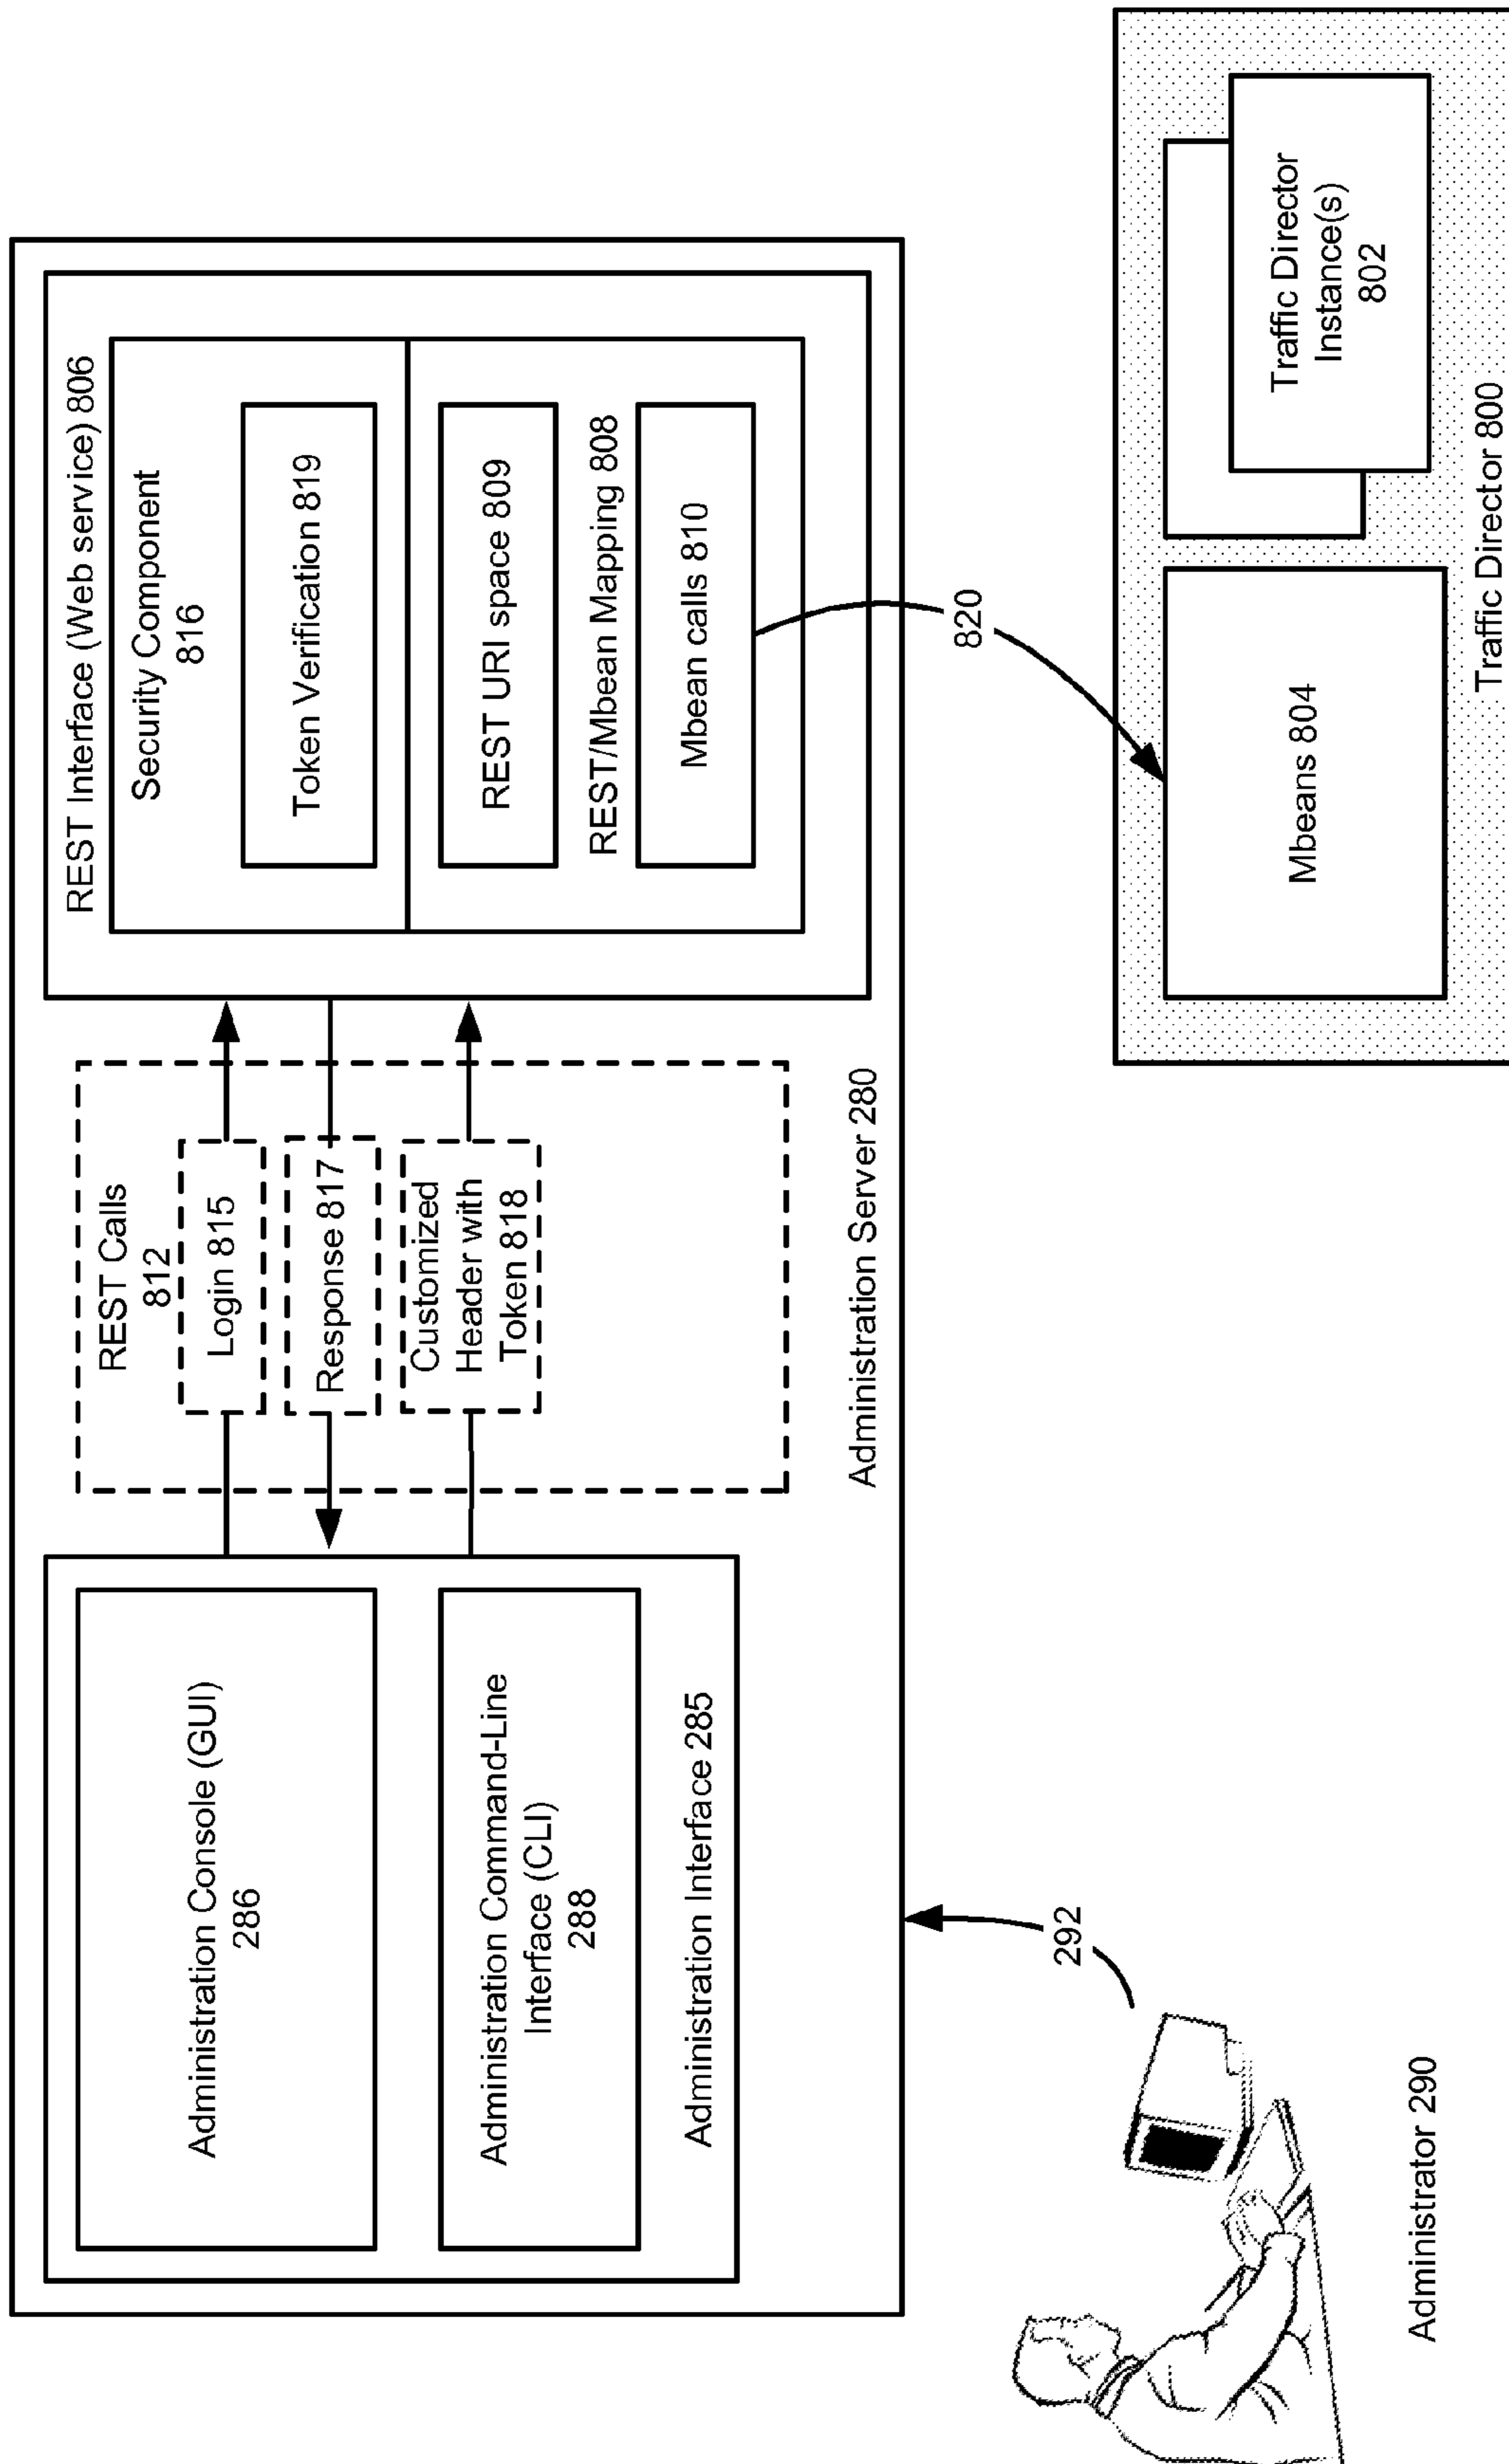 Administration Console (GUI)
286
Administration Command-Line
Interface (CLI)
288
Administration Interface 285
REST Calls
812
Login 815
Response 817
Customized
Header with
Token 818
REST Interface (Web service) 806
Security Component
816
Token Verification 819
REST URI space 809
REST/Mbean Mapping 808
Mbean calls 810
Administration Server 280
292
820
Administrator 290
Mbeans 804
Traffic Director
Instance(s)
802
Traffic Director 800